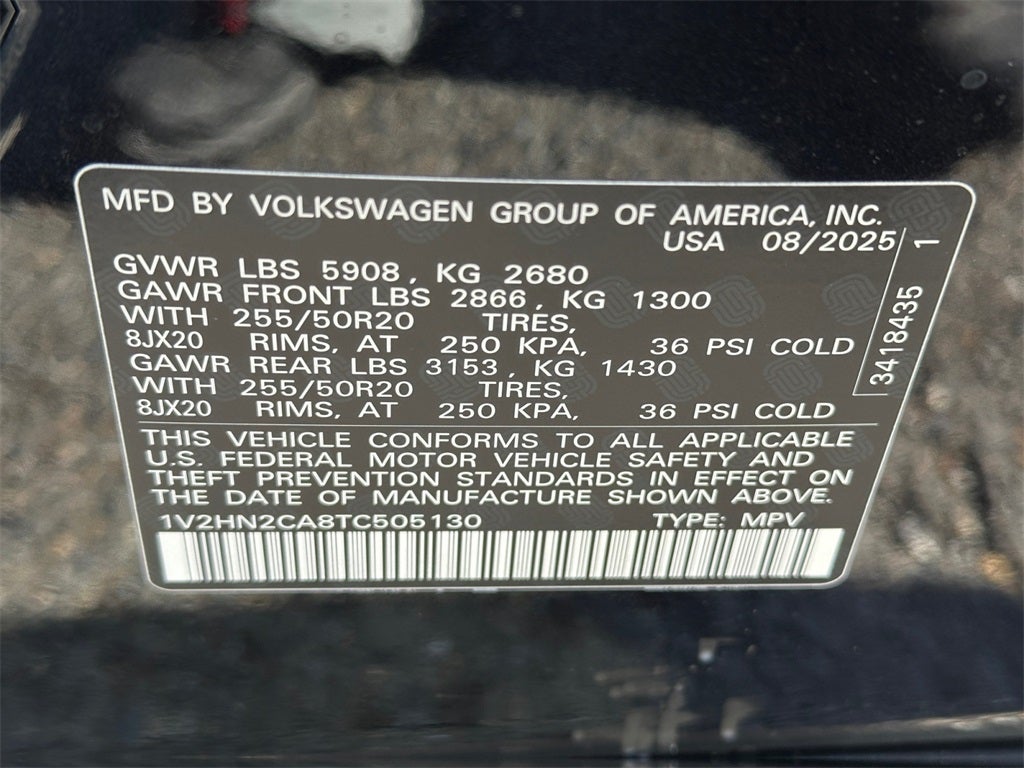 MFD BY VOLKSWAGEN GROUP OF AMERICA, INC.
USA 08/2025
GVWR LBS 5908, KG 2680
GAWR FRONT LBS 2866, KG 1300
WITH 255/50R20 TIRES,
8JX20 RIMS, AT 250 KPA, 36 PSI COLD
GAWR REAR LBS 3153, KG 1430
WITH 255/50R20 TIRES,
8JX20 RIMS, AT 250 KPA, 36 PSI COLD
3418435 1
THIS VEHICLE CONFORMS TO ALL APPLICABLE
U.S. FEDERAL MOTOR VEHICLE SAFETY AND
THEFT PREVENTION STANDARDS IN EFFECT ON
THE DATE OF MANUFACTURE SHOWN ABOVE.
1V2HN2CA8TC505130 TYPE: MPV